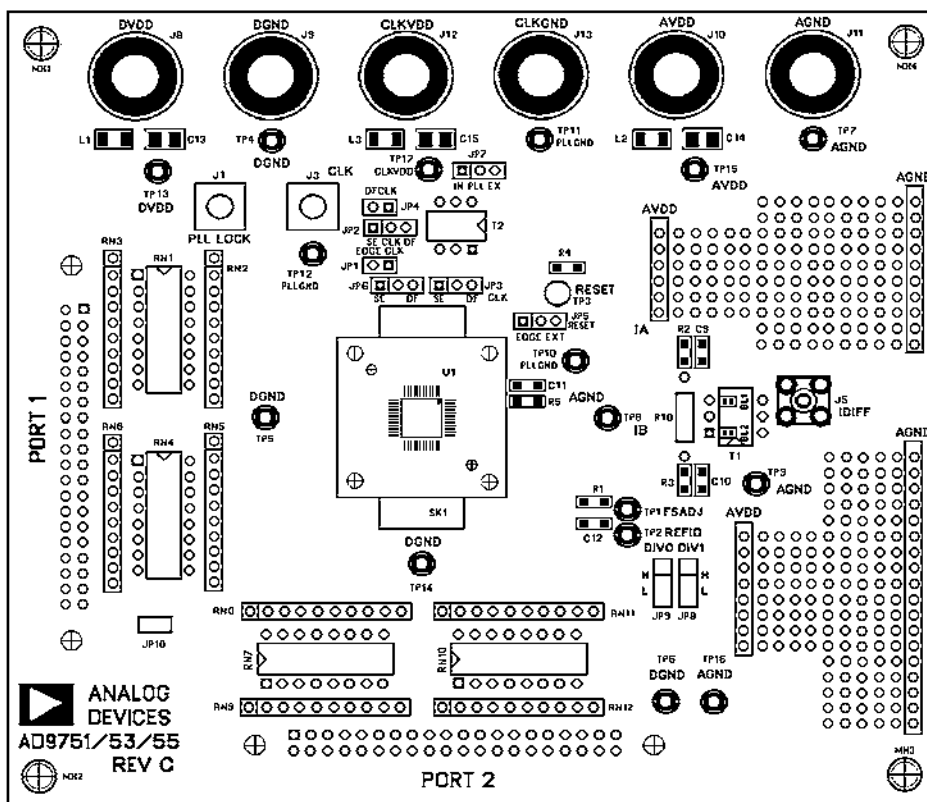 DVDD DGND CLKVDD CLKGND AVDD AGND
J8 J9 J12 J13 J10 J11
L1 C13 TP4 L3 C15 TP11 L2 C14 TP7
DGND TP17 PLLGND AGND
TP13 CLKVDD JP7 TP15
DVDD IN PLL EX AVDD
J1 J3 CLK AGND
DFCLK
JP4
PLL LOCK JP2 T2 AVDD
SE CLK DF
EDGE CLK
RN3 RN1 RN2 TP12 JP1 R4
PLLGND
JP6 JP3 RESET
SE DF SE DF CLK TP3
JP5
RESET
EDGE EXT IA R2 C9
TP10
PLLGND
U1 C11
R5 AGND
DGND TP8 R10 BL1 J5
IDIFF
PORT 1 TP5 IB BL2
T1
RN6 RN4 RN5 AGND
R3 C10 TP9
AGND
R1
SK1 TP1 FSADJ AVDD
C12 TP2 REFIO
DGND DIV0 DIV1
TP14 H H
L L
JP9 JP8
JP10 RN11
RN7 RN10
TP16
DGND AGND
RN9 RN12
ANALOG
DEVICES
AD9751/53/55
REV C
PORT 2